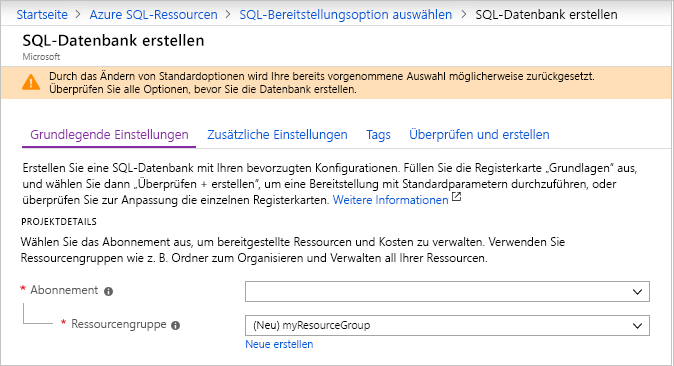 Startseite > Azure SQL-Ressourcen > SQL-Bereitstellungsoption auswählen > SQL-Datenbank erstellen
SQL-Datenbank erstellen
Microsoft
Durch das Ändern von Standardoptionen wird Ihre bereits vorgenommene Auswahl möglicherweise zurückgesetzt.
Überprüfen Sie alle Optionen, bevor Sie die Datenbank erstellen.
Grundlegende Einstellungen Zusätzliche Einstellungen Tags Überprüfen und erstellen
Erstellen Sie eine SQL-Datenbank mit Ihren bevorzugten Konfigurationen. Füllen Sie die Registerkarte „Grundlagen“ aus,
und wählen Sie dann „Überprüfen + erstellen“, um eine Bereitstellung mit Standardparametern durchzuführen, oder
überprüfen Sie zur Anpassung die einzelnen Registerkarten. Weitere Informationen
PROJEKTDETAILS
Wählen Sie das Abonnement aus, um bereitgestellte Ressourcen und Kosten zu verwalten. Verwenden Sie
Ressourcengruppen wie z. B. Ordner zum Organisieren und Verwalten all Ihrer Ressourcen.
* Abonnement
* Ressourcengruppe (Neu) myResourceGroup
Neue erstellen